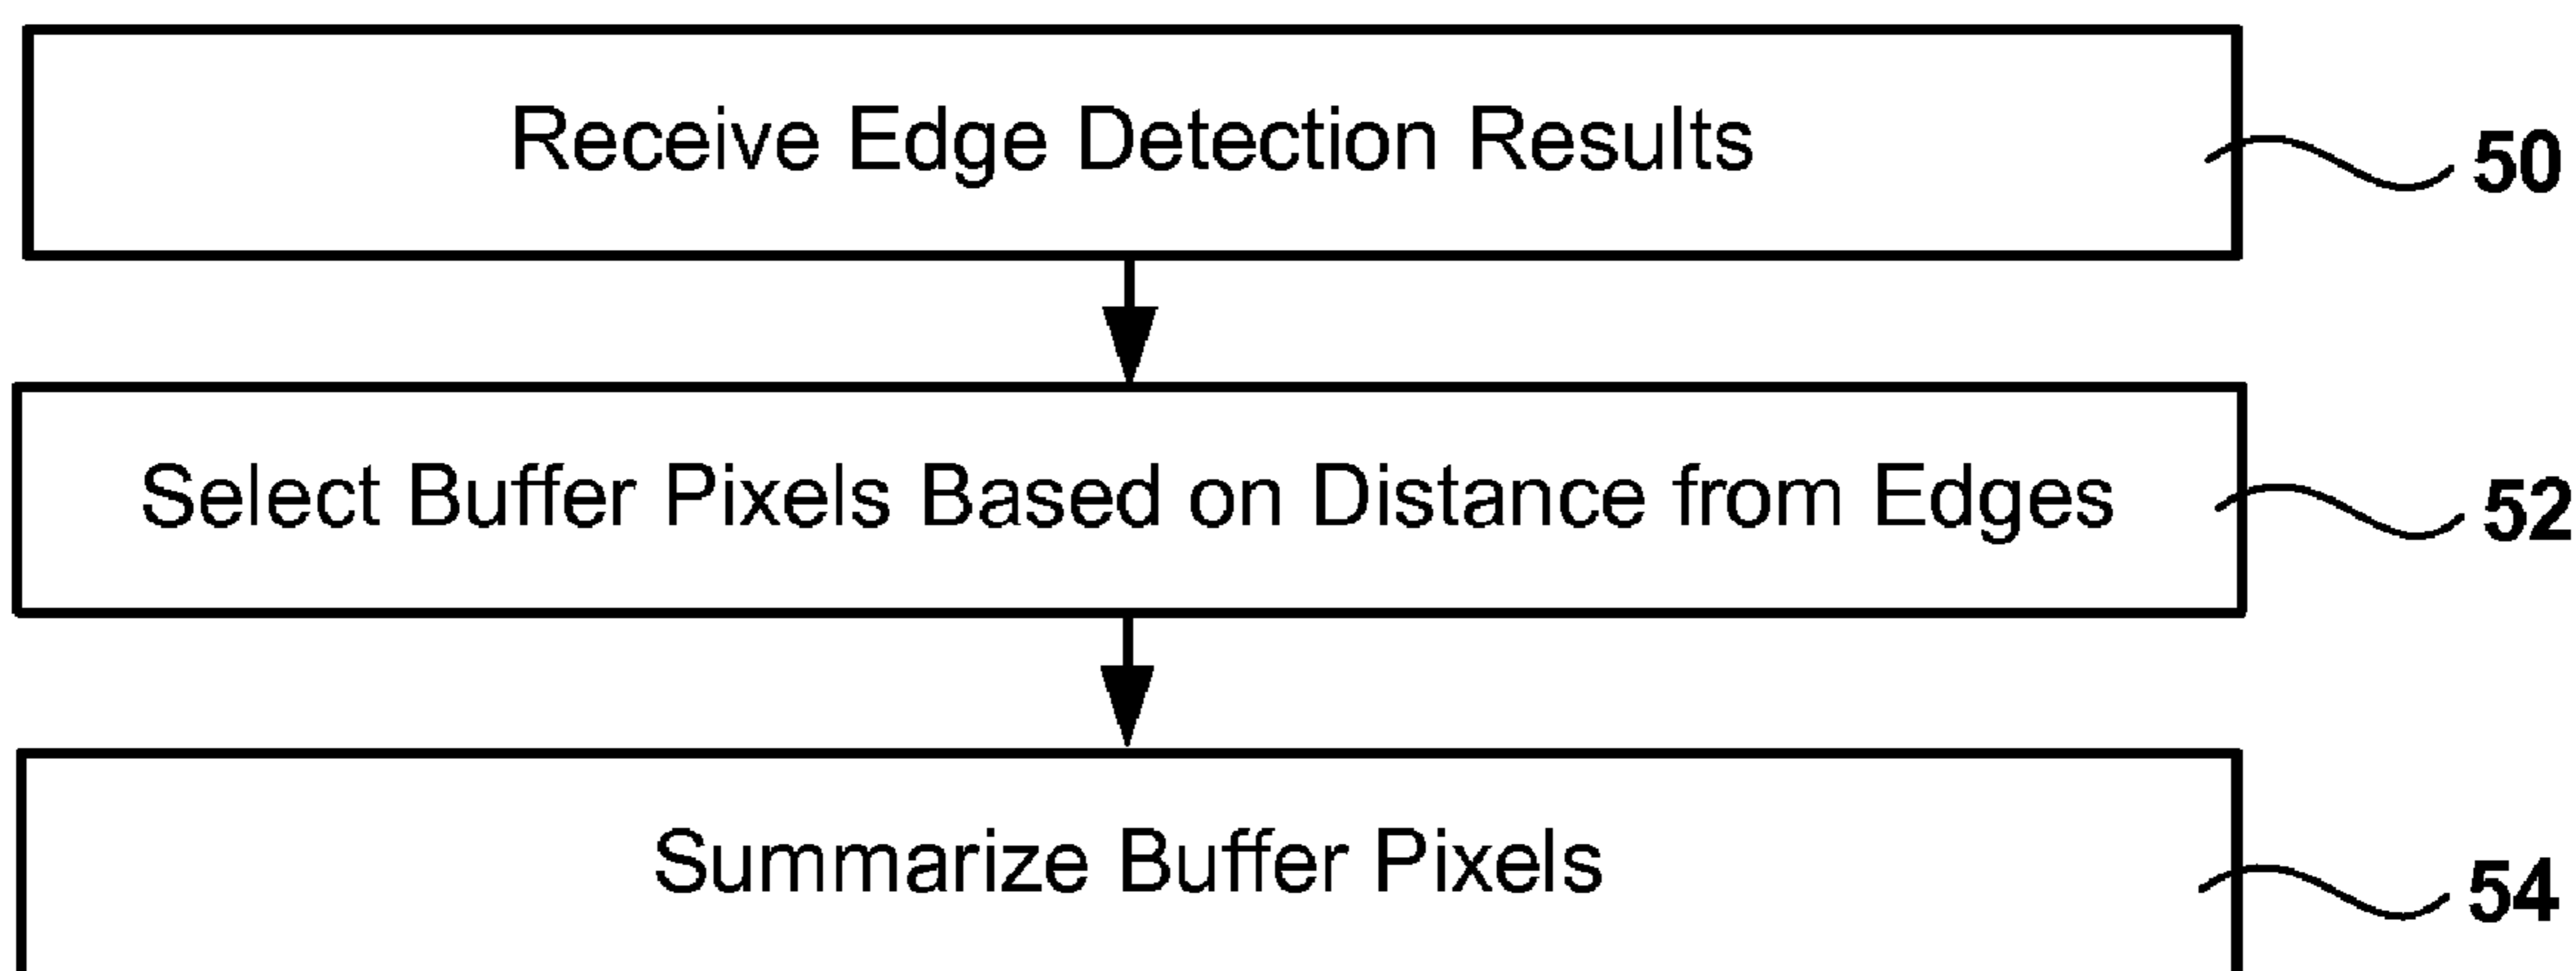 Receive Edge Detection Results
50
Select Buffer Pixels Based on Distance from Edges
52
Summarize Buffer Pixels
54